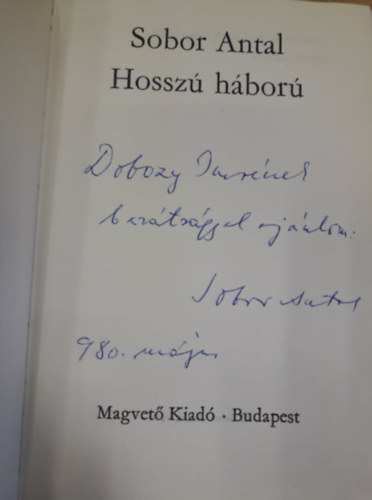 Sobor Antal
Hosszú háború
Dobozy Imrének
barátsággal ajánlom:
Sobor Antal
980. május
Magvető Kiadó · Budapest